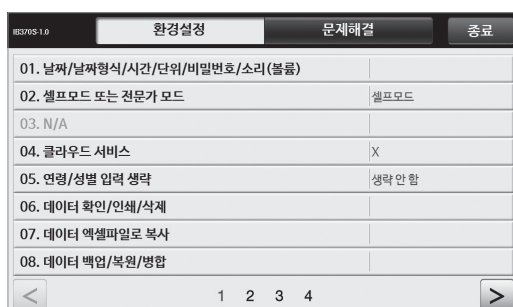 IB370S-1.0 환경설정 문제해결 종료
01. 날짜/날짜형식/시간/단위/비밀번호/소리(볼륨)
02. 셀프모드 또는 전문가 모드 셀프모드
03. N/A
04. 클라우드 서비스 X
05. 연령/성별 입력 생략 생략 안 함
06. 데이터 확인/인쇄/삭제
07. 데이터 엑셀파일로 복사
08. 데이터 백업/복원/병합
< 1 2 3 4 >